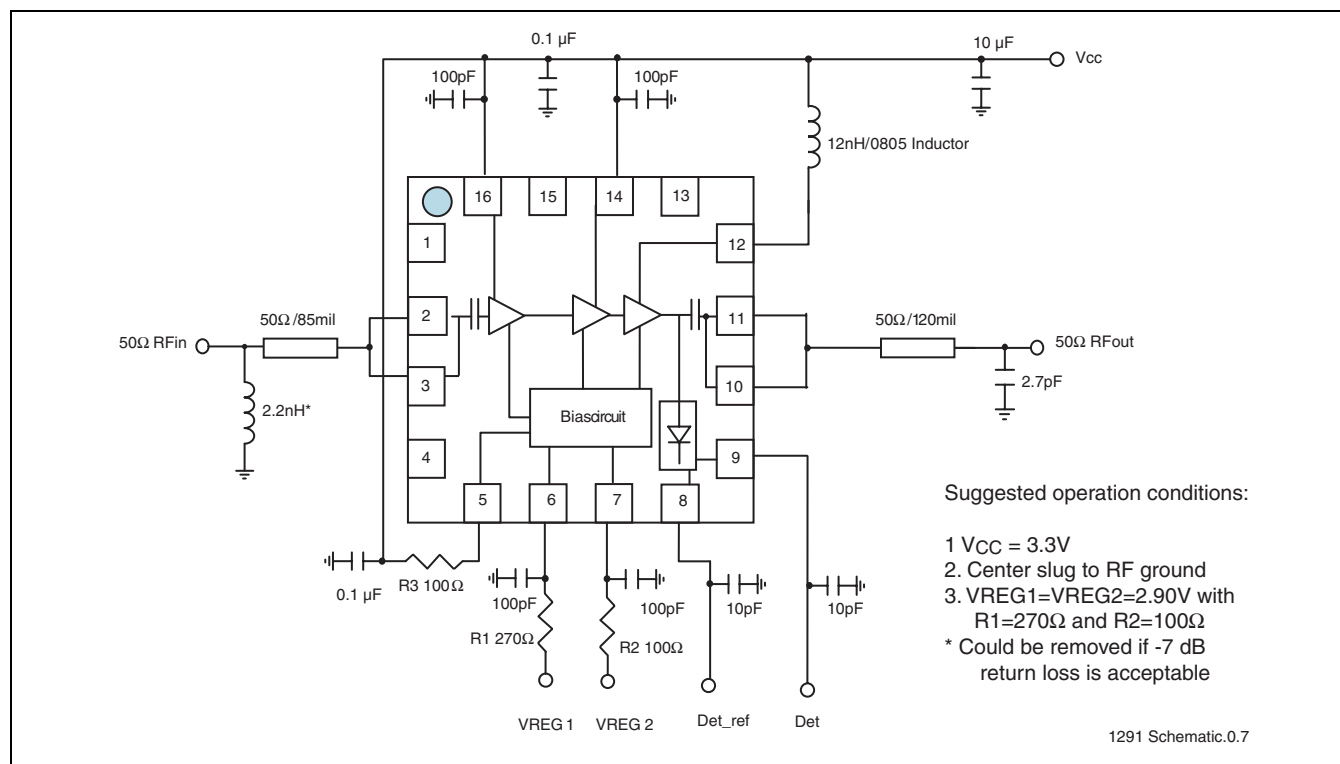 0.1 µF
10 µF
Vcc
100pF
100pF
12nH/0805 Inductor
16
15
14
13
1
12
2
11
50Ω/85mil
50Ω/120mil
50Ω RFin
50Ω RFout
3
10
2.7pF
2.2nH*
Biascircuit
4
9
5
6
7
8
Suggested operation conditions:
1 VCC = 3.3V
2. Center slug to RF ground
3. VREG1=VREG2=2.90V with
R1=270Ω and R2=100Ω
* Could be removed if -7 dB
return loss is acceptable
0.1 µF
R3 100Ω
100pF
100pF
10pF
10pF
R1 270Ω
R2 100Ω
VREG 1
VREG 2
Det_ref
Det
1291 Schematic.0.7